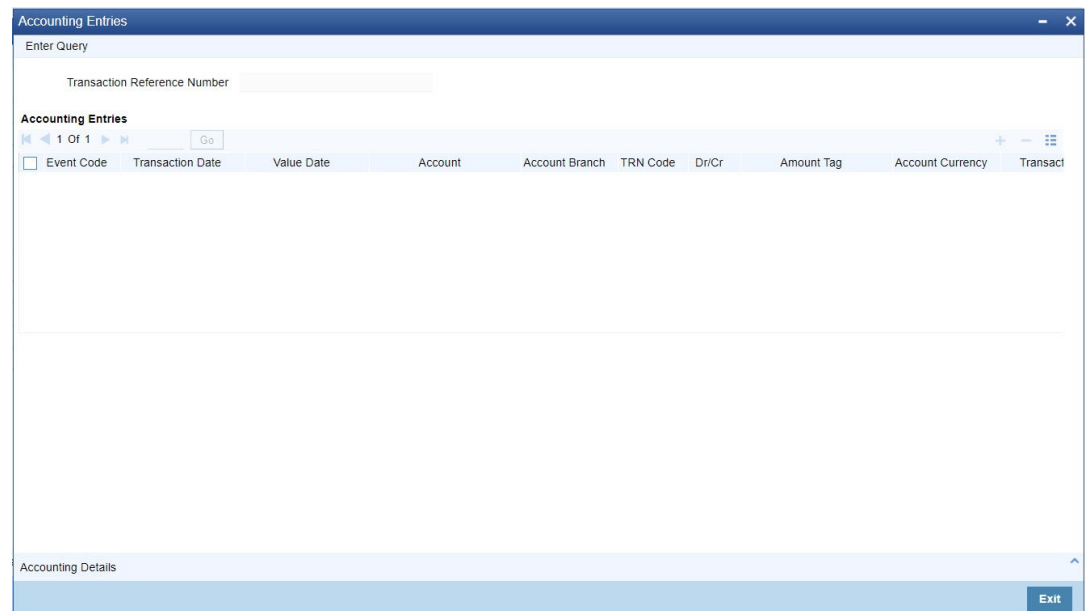 Accounting Entries
Enter Query
Transaction Reference Number
Accounting Entries
1 Of 1 Go
Event Code Transaction Date Value Date Account Account Branch TRN Code Dr/Cr Amount Tag Account Currency Transact
Accounting Details
Exit